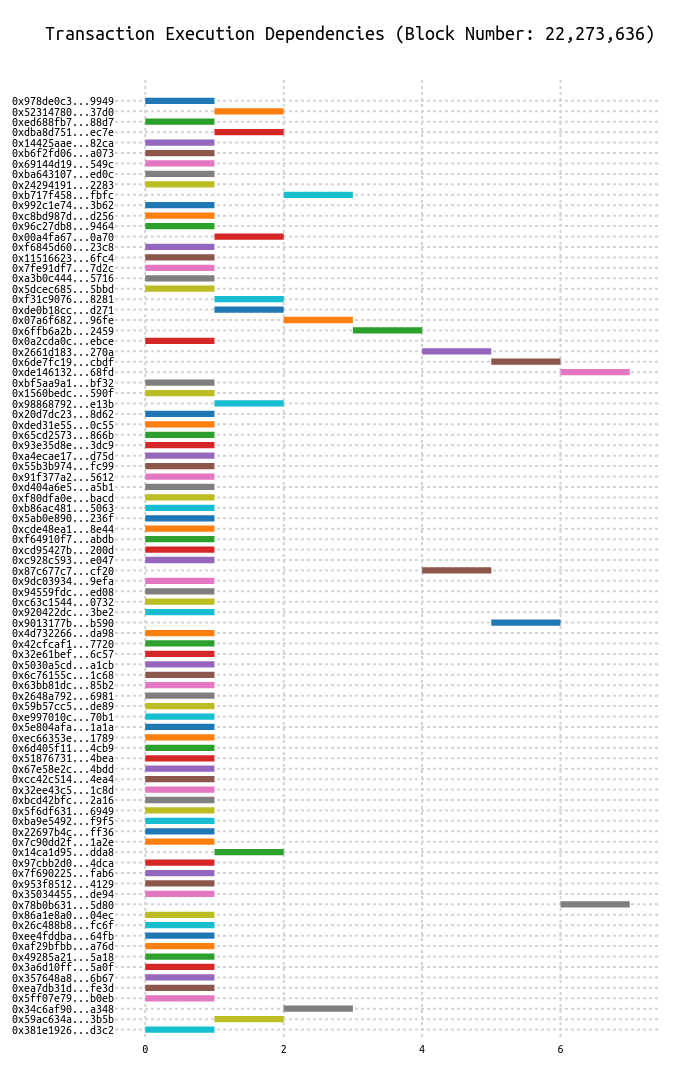 Transaction Execution Dependencies (Block Number: 22,273,636)
0x978de0c3...9949
0x52314780...37d0
0xed688fb7...88d7
0xdba8d751...ec7e
0x14425aae...82ca
0xb6f2fd06...a073
0x69144d19...549c
0xba643107...ed0c
0x24294191...2283
0xb717f458...fbfc
0x992c1e74...3b62
0xc8bd987d...d256
0x96c27db8...9464
0x00a4fa67...0a70
0xf6845d60...23c8
0x11516623...6fc4
0x7fe91df7...7d2c
0xa3b0c444...5716
0x5dcec685...5bbd
0xf31c9076...8281
0xde0b18cc...d271
0x07a6f682...96fe
0x6ffb6a2b...2459
0x0a2cda0c...ebce
0x2661d183...270a
0x6de7fc19...cbdf
0xde146132...68fd
0xbf5aa9a1...bf32
0x1560bedc...590f
0x98868792...e13b
0x20d7dc23...8d62
0xded31e55...0c55
0x65cd2573...866b
0x93e35d8e...3dc9
0xa4ecae17...d75d
0x55b3b974...fc99
0x91f377a2...5612
0xd404a6e5...a5b1
0xf80dfa0e...bacd
0xb86ac481...5063
0x5ab0e890...236f
0xcde48ea1...8e44
0xf64910f7...abdb
0xcd95427b...200d
0xc928c593...e047
0x87c677c7...cf20
0x9dc03934...9efa
0x94559fdc...ed08
0xc63c1544...0732
0x920422dc...3be2
0x9013177b...b590
0x4d732266...da98
0x42cfcaf1...7720
0x32e61bef...6c57
0x5030a5cd...a1cb
0x6c76155c...1c68
0x63bb81dc...85b2
0x2648a792...6981
0x59b57cc5...de89
0xe997010c...70b1
0x5e804afa...1a1a
0xec66353e...1789
0x6d405f11...4cb9
0x51876731...4bea
0x67e58e2c...4bdd
0xcc42c514...4ea4
0x32ee43c5...1c8d
0xbcd42bfc...2a16
0x5f6df631...6949
0xba9e5492...f9f5
0x22697b4c...ff36
0x7c90dd2f...1a2e
0x14ca1d95...dda8
0x97cbb2d0...4dca
0x7f690225...fab6
0x953f8512...4129
0x35034455...de94
0x78b0b631...5d80
0x86a1e8a0...04ec
0x26c488b8...fc6f
0xee4fddba...64fb
0xaf29bfbb...a76d
0x49285a21...5a18
0x3a6d10ff...5a0f
0x357648a8...6b67
0xea7db31d...fe3d
0x5ff07e79...b0eb
0x34c6af90...a348
0x59ac634a...3b5b
0x381e1926...d3c2
0 2 4 6